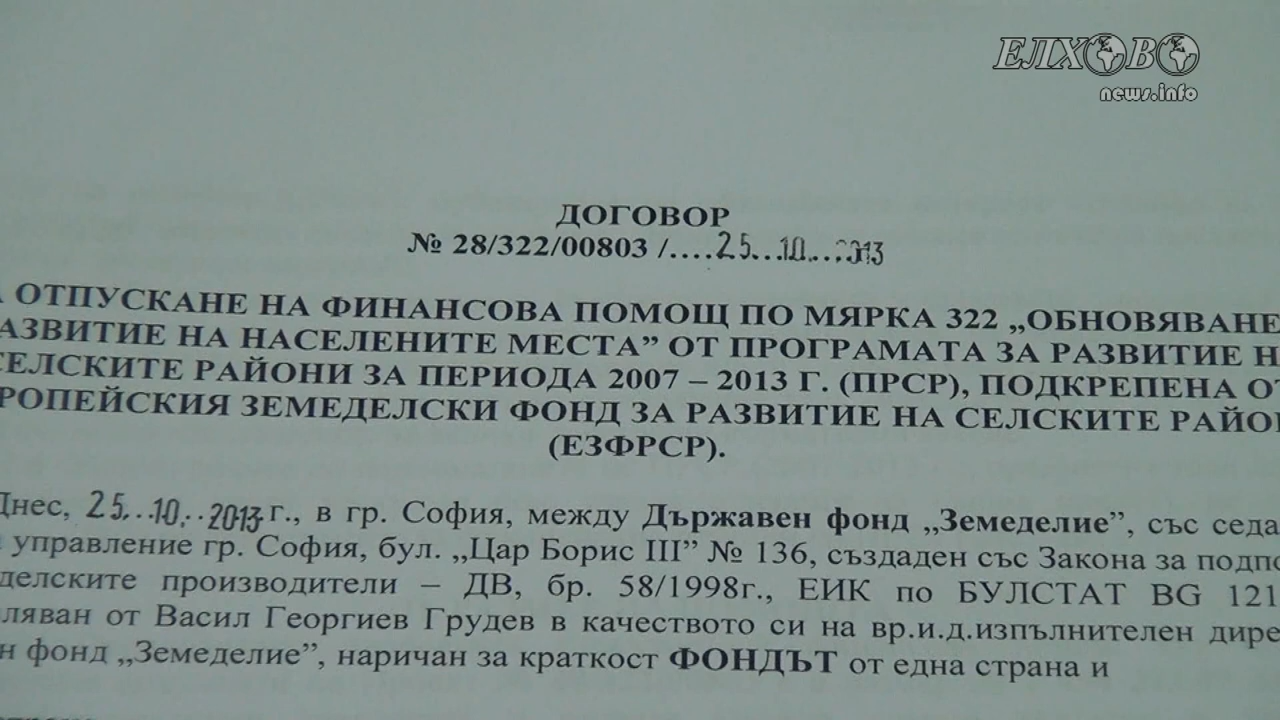 ЕЛХОВО
news.info
ДОГОВОР
№ 28/322/00803 /....25...10...2013
А ОТПУСКАНЕ НА ФИНАНСОВА ПОМОЩ ПО МЯРКА 322 „ОБНОВЯВАНЕ
АЗВИТИЕ НА НАСЕЛЕНИТЕ МЕСТА” ОТ ПРОГРАМАТА ЗА РАЗВИТИЕ Н
СЕЛСКИТЕ РАЙОНИ ЗА ПЕРИОДА 2007 – 2013 Г. (ПРСР), ПОДКРЕПЕНА ОТ
РОПЕЙСКИЯ ЗЕМЕДЕЛСКИ ФОНД ЗА РАЗВИТИЕ НА СЕЛСКИТЕ РАЙОН
(ЕЗФРСР).
Днес, 25...10...2013 г., в гр. София, между Държавен фонд „Земеделие”, със седа
управление гр. София, бул. „Цар Борис III” № 136, създаден със Закона за подпо
делските производители – ДВ, бр. 58/1998г., ЕИК по БУЛСТАТ BG 121
ляван от Васил Георгиев Грудев в качеството си на вр.и.д.изпълнителен дире
н фонд „Земеделие”, наричан за краткост ФОНДЪТ от една страна и